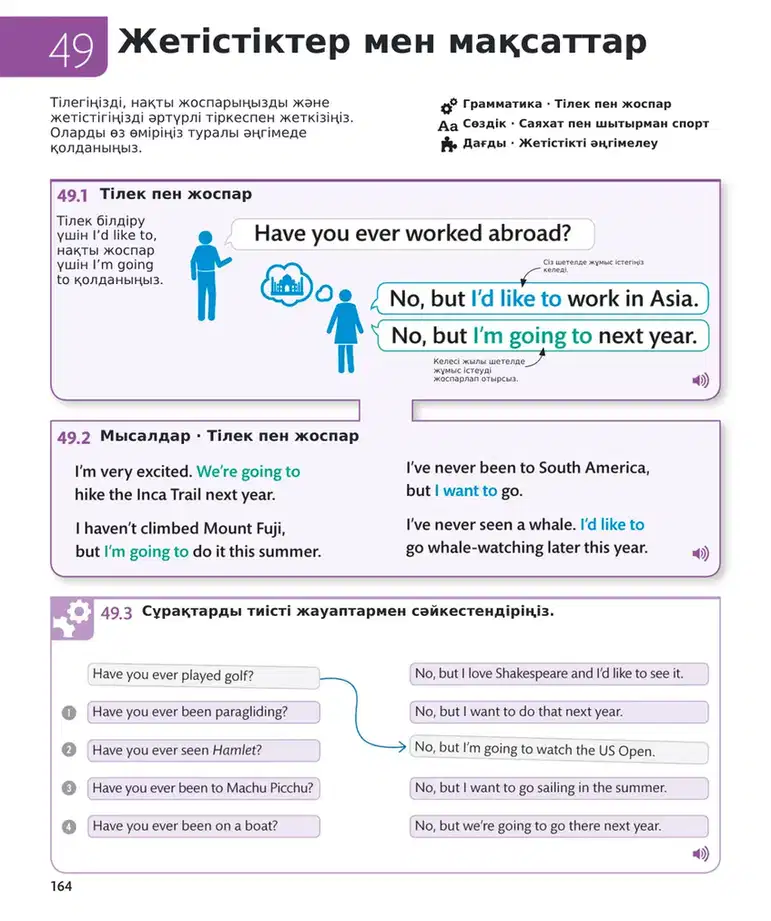 49
Жетістіктер мен мақсаттар
Тілегіңізді, нақты жоспарыңызды және
жетістігіңізді әртүрлі тіркеспен жеткізіңіз.
Оларды өз өміріңіз туралы әңгімеде
қолданыңыз.
Грамматика · Тілек пен жоспар
Aa Сөздік · Саяхат пен шытырман спорт
Дағды · Жетістікті әңгімелеу
49.1 Тілек пен жоспар
Тілек білдіру
үшін I’d like to,
нақты жоспар
үшін I’m going
to қолданыңыз.
Have you ever worked abroad?
Сіз шетелде жұмыс істегіңіз
келеді.
No, but I’d like to work in Asia.
No, but I’m going to next year.
Келесі жылы шетелде
жұмыс істеуді
жоспарлап отырсыз.
49.2 Мысалдар · Тілек пен жоспар
I’m very excited. We’re going to
hike the Inca Trail next year.
I haven’t climbed Mount Fuji,
but I’m going to do it this summer.
I’ve never been to South America,
but I want to go.
I’ve never seen a whale. I’d like to
go whale-watching later this year.
49.3 Сұрақтарды тиісті жауаптармен сәйкестендіріңіз.
Have you ever played golf?
1 Have you ever been paragliding?
2 Have you ever seen Hamlet?
3 Have you ever been to Machu Picchu?
4 Have you ever been on a boat?
No, but I love Shakespeare and I’d like to see it.
No, but I want to do that next year.
No, but I’m going to watch the US Open.
No, but I want to go sailing in the summer.
No, but we’re going to go there next year.
164